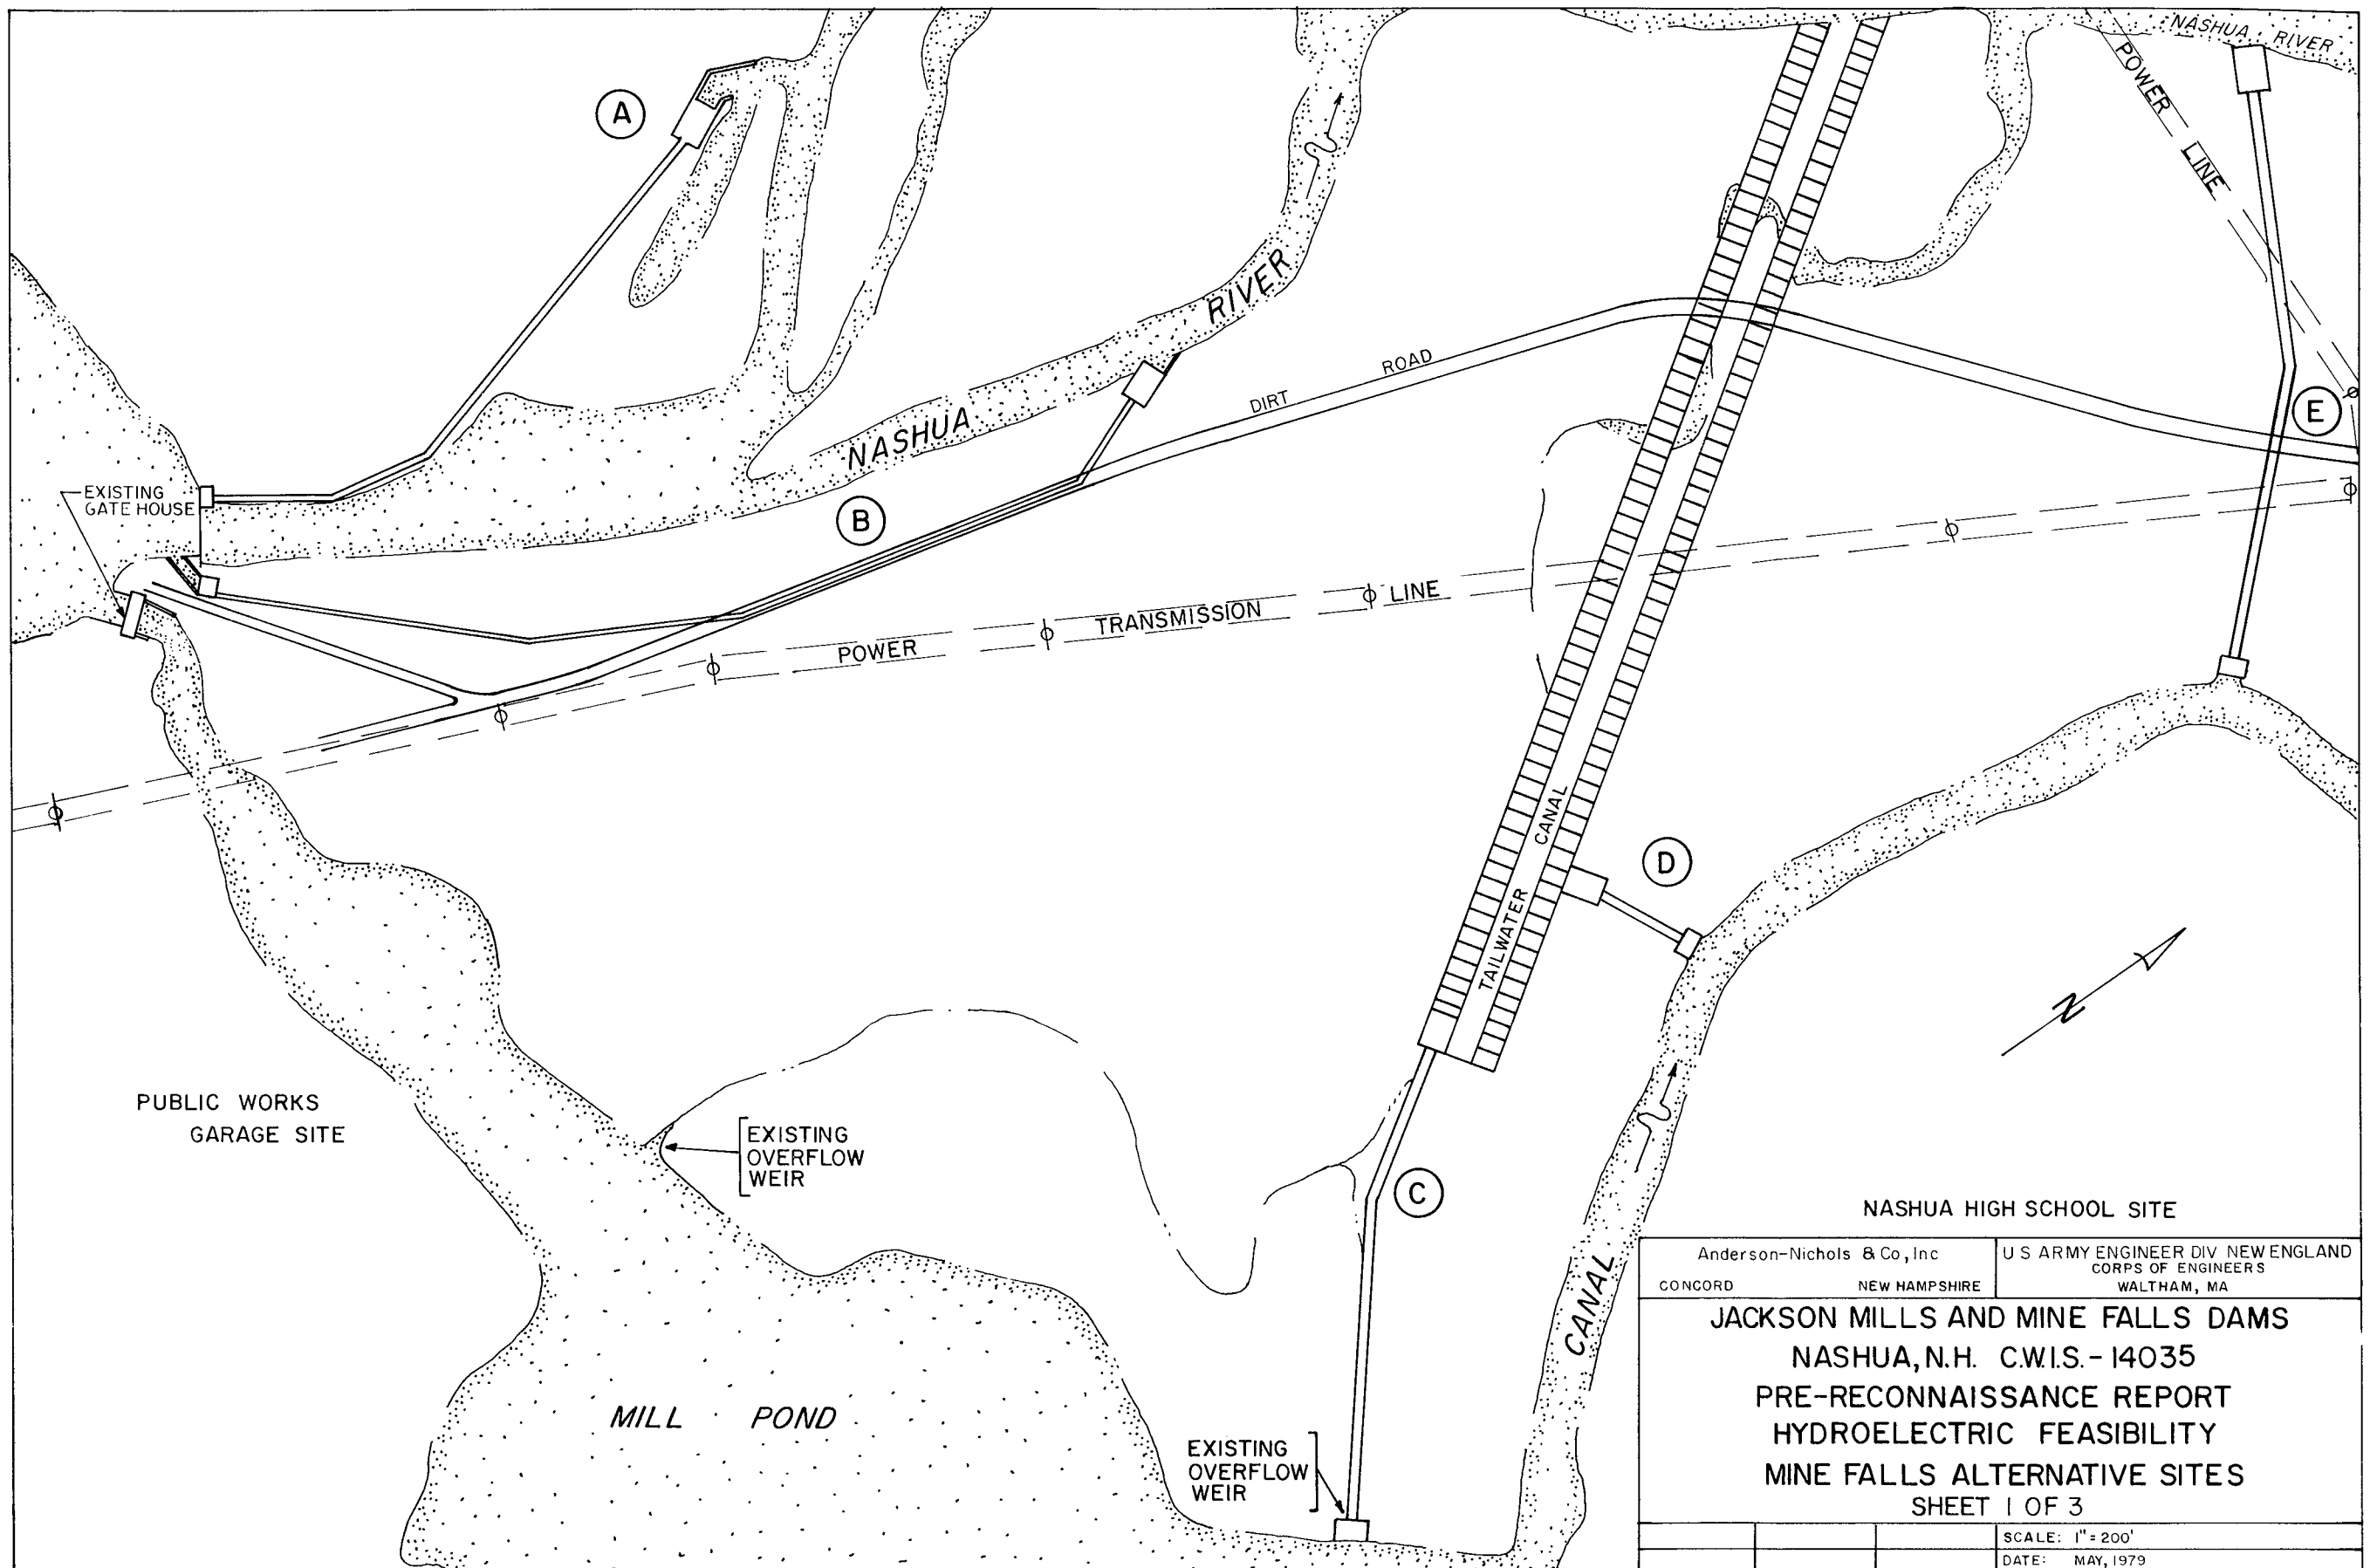 NASHUA RIVER
POWER LINE
A
RIVER
NASHUA
DIRT ROAD
E
EXISTING
GATE HOUSE
B
POWER TRANSMISSION LINE
TAILWATER CANAL
D
N
PUBLIC WORKS
GARAGE SITE
EXISTING
OVERFLOW
WEIR
C
CANAL
MILL POND
EXISTING
OVERFLOW
WEIR
NASHUA HIGH SCHOOL SITE
Anderson-Nichols & Co, Inc
CONCORD NEW HAMPSHIRE
U S ARMY ENGINEER DIV NEW ENGLAND
CORPS OF ENGINEERS
WALTHAM, MA
JACKSON MILLS AND MINE FALLS DAMS
NASHUA, N.H. C.W.I.S. - 14035
PRE-RECONNAISSANCE REPORT
HYDROELECTRIC FEASIBILITY
MINE FALLS ALTERNATIVE SITES
SHEET 1 OF 3
SCALE: 1" = 200'
DATE: MAY, 1979